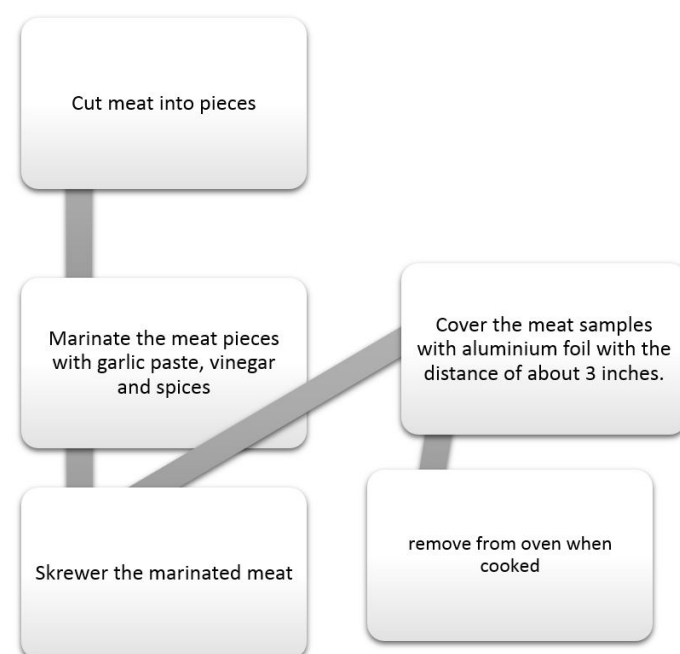 Cut meat into pieces
Marinate the meat pieces
with garlic paste, vinegar
and spices
Skrewer the marinated meat
Cover the meat samples
with aluminium foil with the
distance of about 3 inches.
remove from oven when
cooked